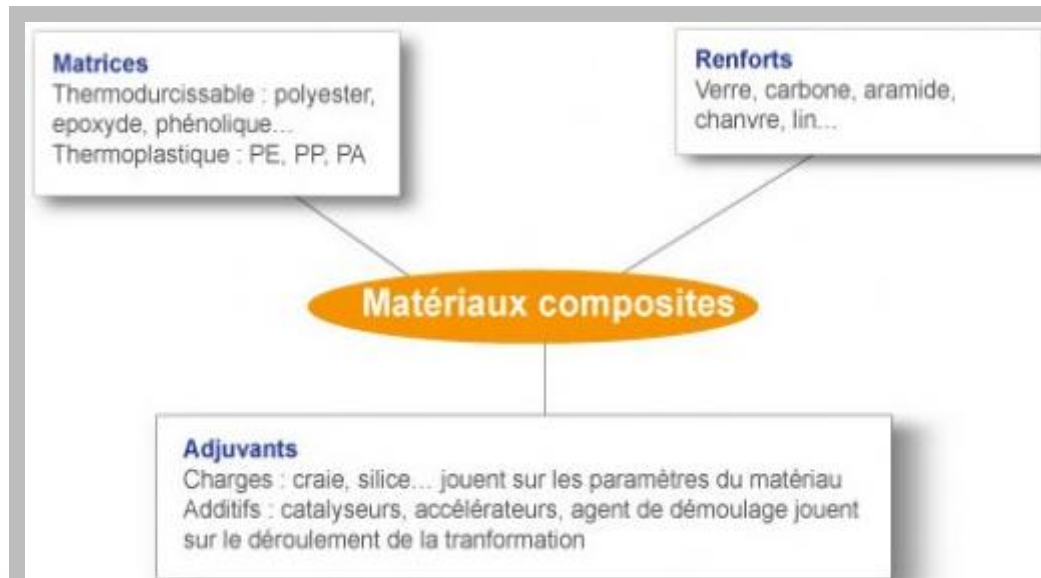 Matrices
Thermodurcissable : polyester,
epoxyde, phénolique...
Thermoplastique : PE, PP, PA
Renforts
Verre, carbone, aramide,
chanvre, lin...
Matériaux composites
Adjuvants
Charges : craie, silice... jouent sur les paramètres du matériau
Additifs : catalyseurs, accélérateurs, agent de démoulage jouent
sur le déroulement de la tranformation